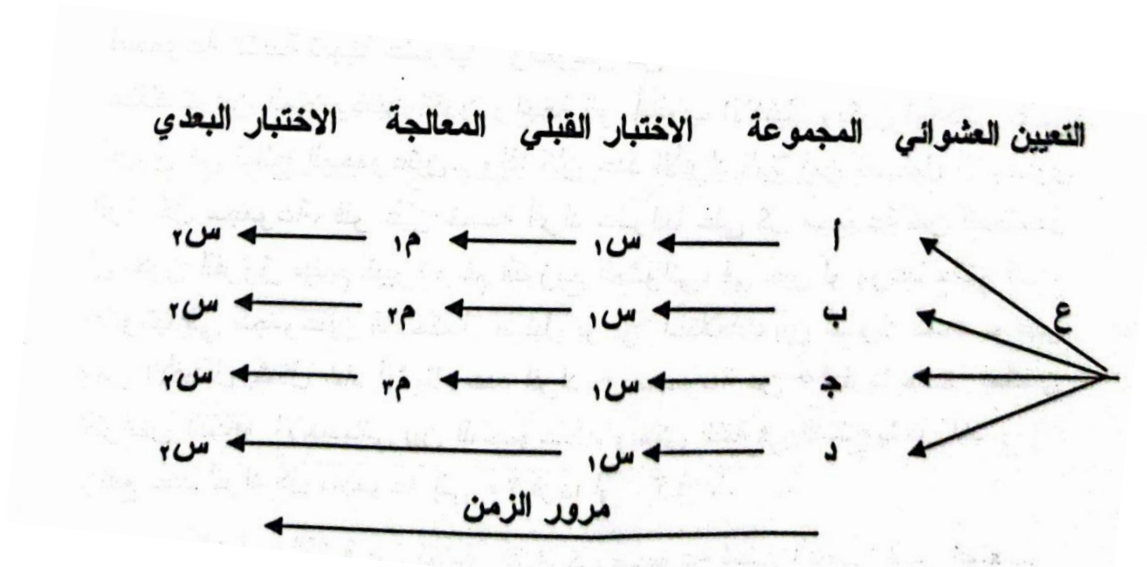 التعيين العشوائي المجموعة الاختبار القبلي المعالجة الاختبار البعدي
أ س١ م١ س٢
ع
ب س١ م٢ س٢
ج س١ م٣ س٢
د س١ س٢
مرور الزمن